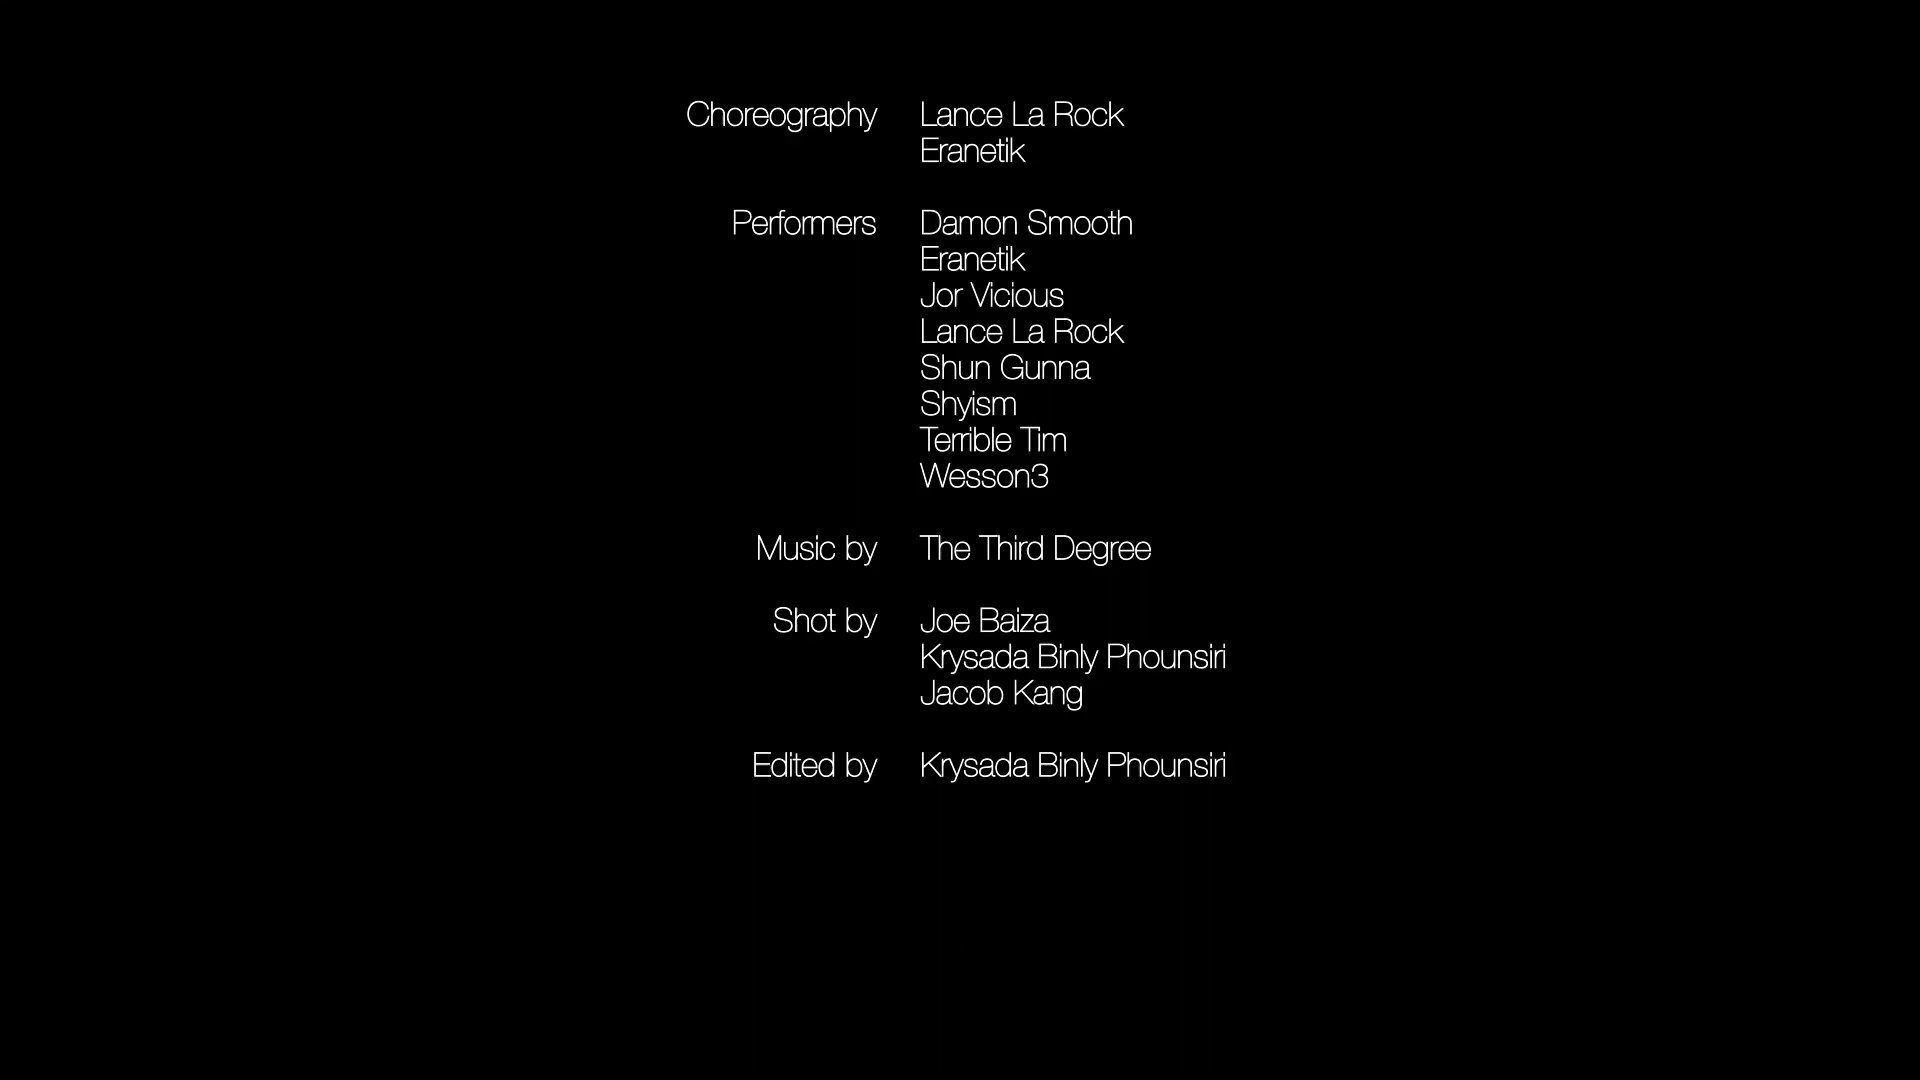 Choreography Lance La Rock
Eranetik
Performers Damon Smooth
Eranetik
Jor Vicious
Lance La Rock
Shun Gunna
Shyism
Terrible Tim
Wesson3
Music by The Third Degree
Shot by Joe Baiza
Krysada Binly Phounsiri
Jacob Kang
Edited by Krysada Binly Phounsiri